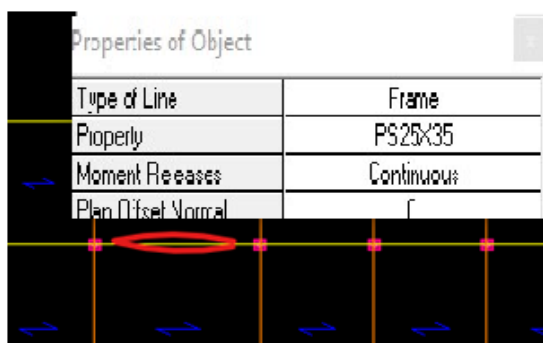 Properties of Object
Type of Line Frame
Property PS25X35
Moment Releases Continuous
Plan Offset Normal